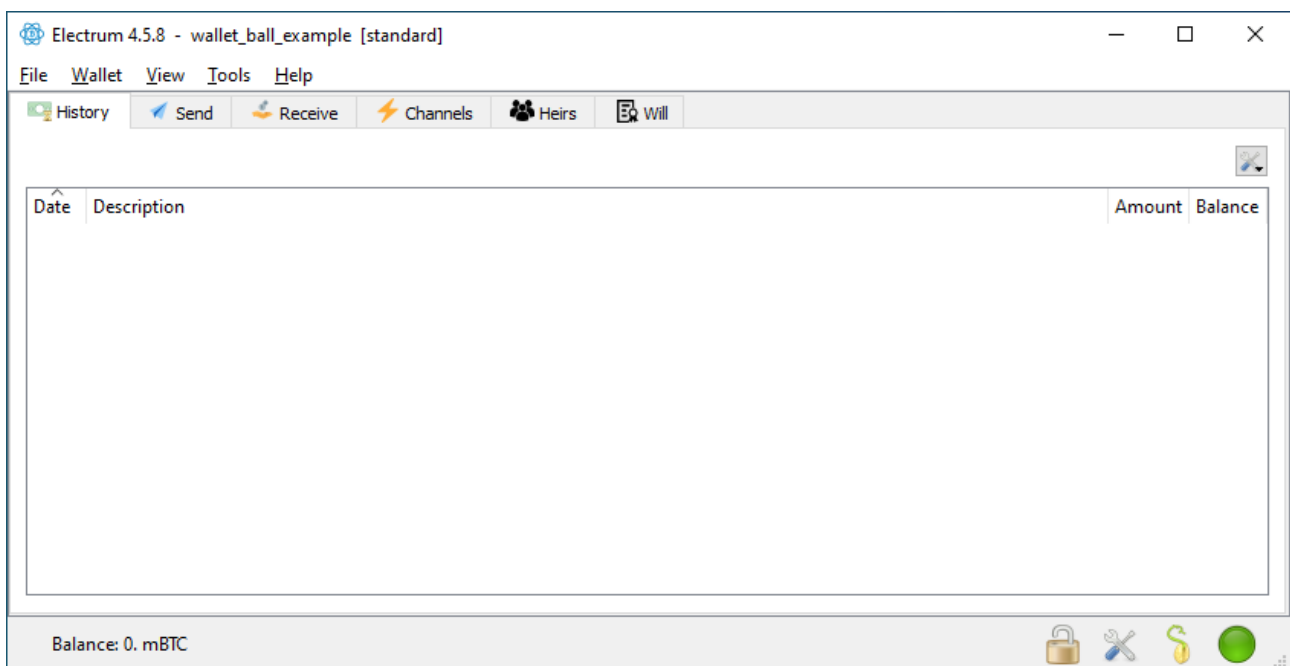 Electrum 4.5.8 - wallet_ball_example [standard]
File Wallet View Tools Help
History Send Receive Channels Heirs Will
Date Description Amount Balance
Balance: 0. mBTC